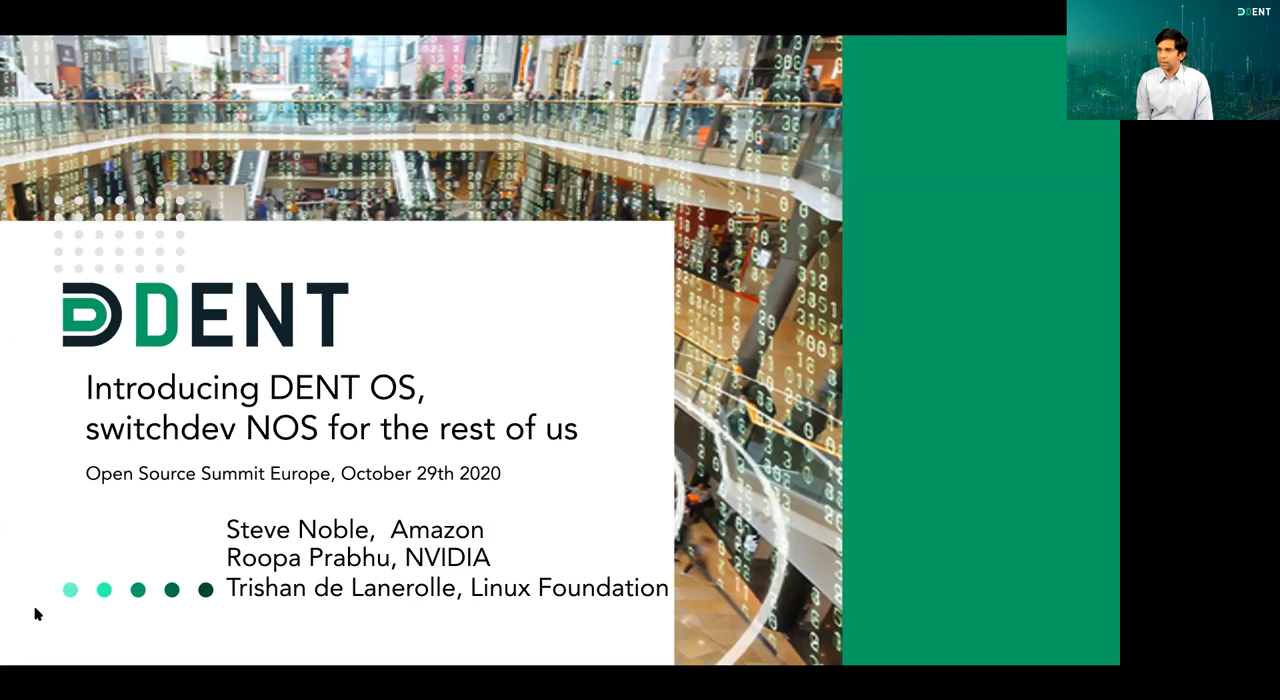 DENT
DENT
Introducing DENT OS,
switchdev NOS for the rest of us
Open Source Summit Europe, October 29th 2020
Steve Noble, Amazon
Roopa Prabhu, NVIDIA
Trishan de Lanerolle, Linux Foundation